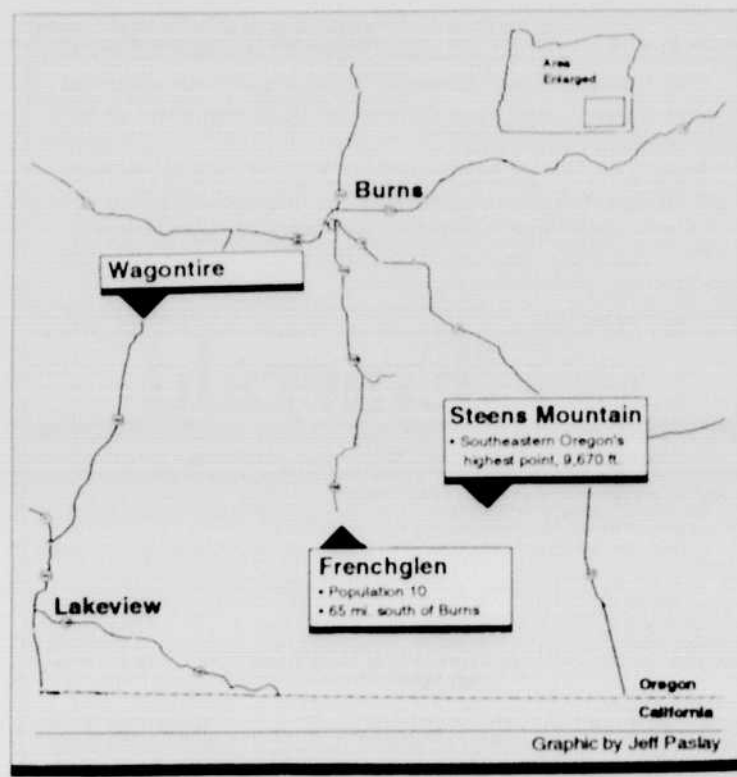 Area
Enlarged
Burns
Wagontire
Steens Mountain
• Southeastern Oregon's
highest point, 9,670 ft.
Frenchglen
• Population 10
• 65 mi. south of Burns
Lakeview
Oregon
California
Graphic by Jeff Paslay